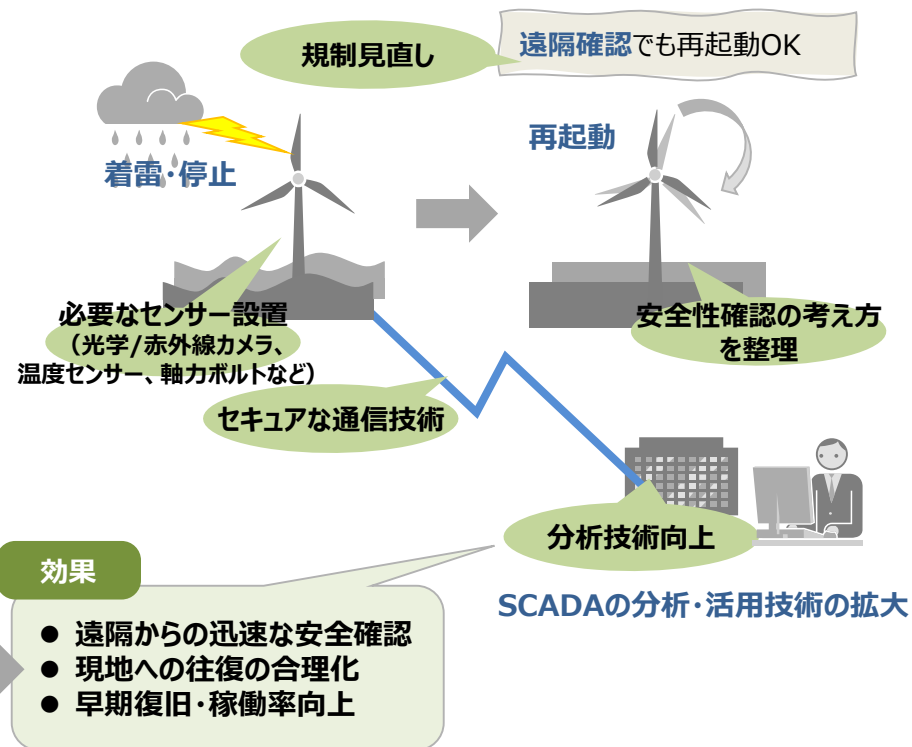 規制見直し
遠隔確認でも再起動OK
着雷・停止
再起動
必要なセンサー設置
（光学/赤外線カメラ、
温度センサー、軸力ボルトなど）
安全性確認の考え方
を整理
セキュアな通信技術
分析技術向上
SCADAの分析・活用技術の拡大
効果
● 遠隔からの迅速な安全確認
● 現地への往復の合理化
● 早期復旧・稼働率向上